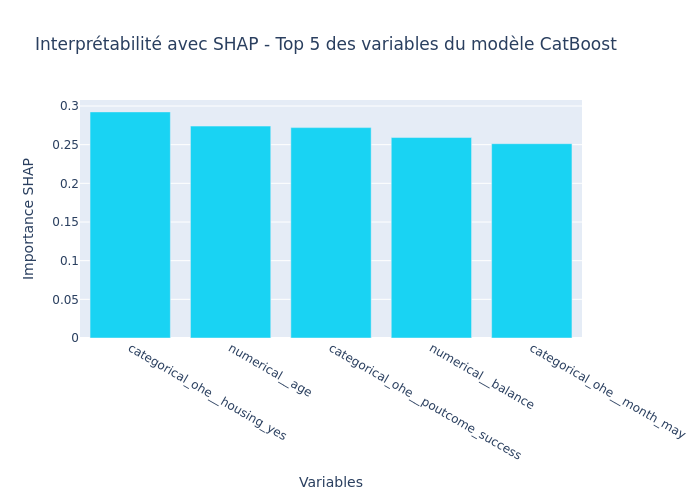 Interprétabilité avec SHAP - Top 5 des variables du modèle CatBoost
Importance SHAP
0.3
0.25
0.2
0.15
0.1
0.05
0
categorical_ohe__housing_yes
numerical__age
categorical_ohe__poutcome_success
numerical__balance
categorical_ohe__month_may
Variables